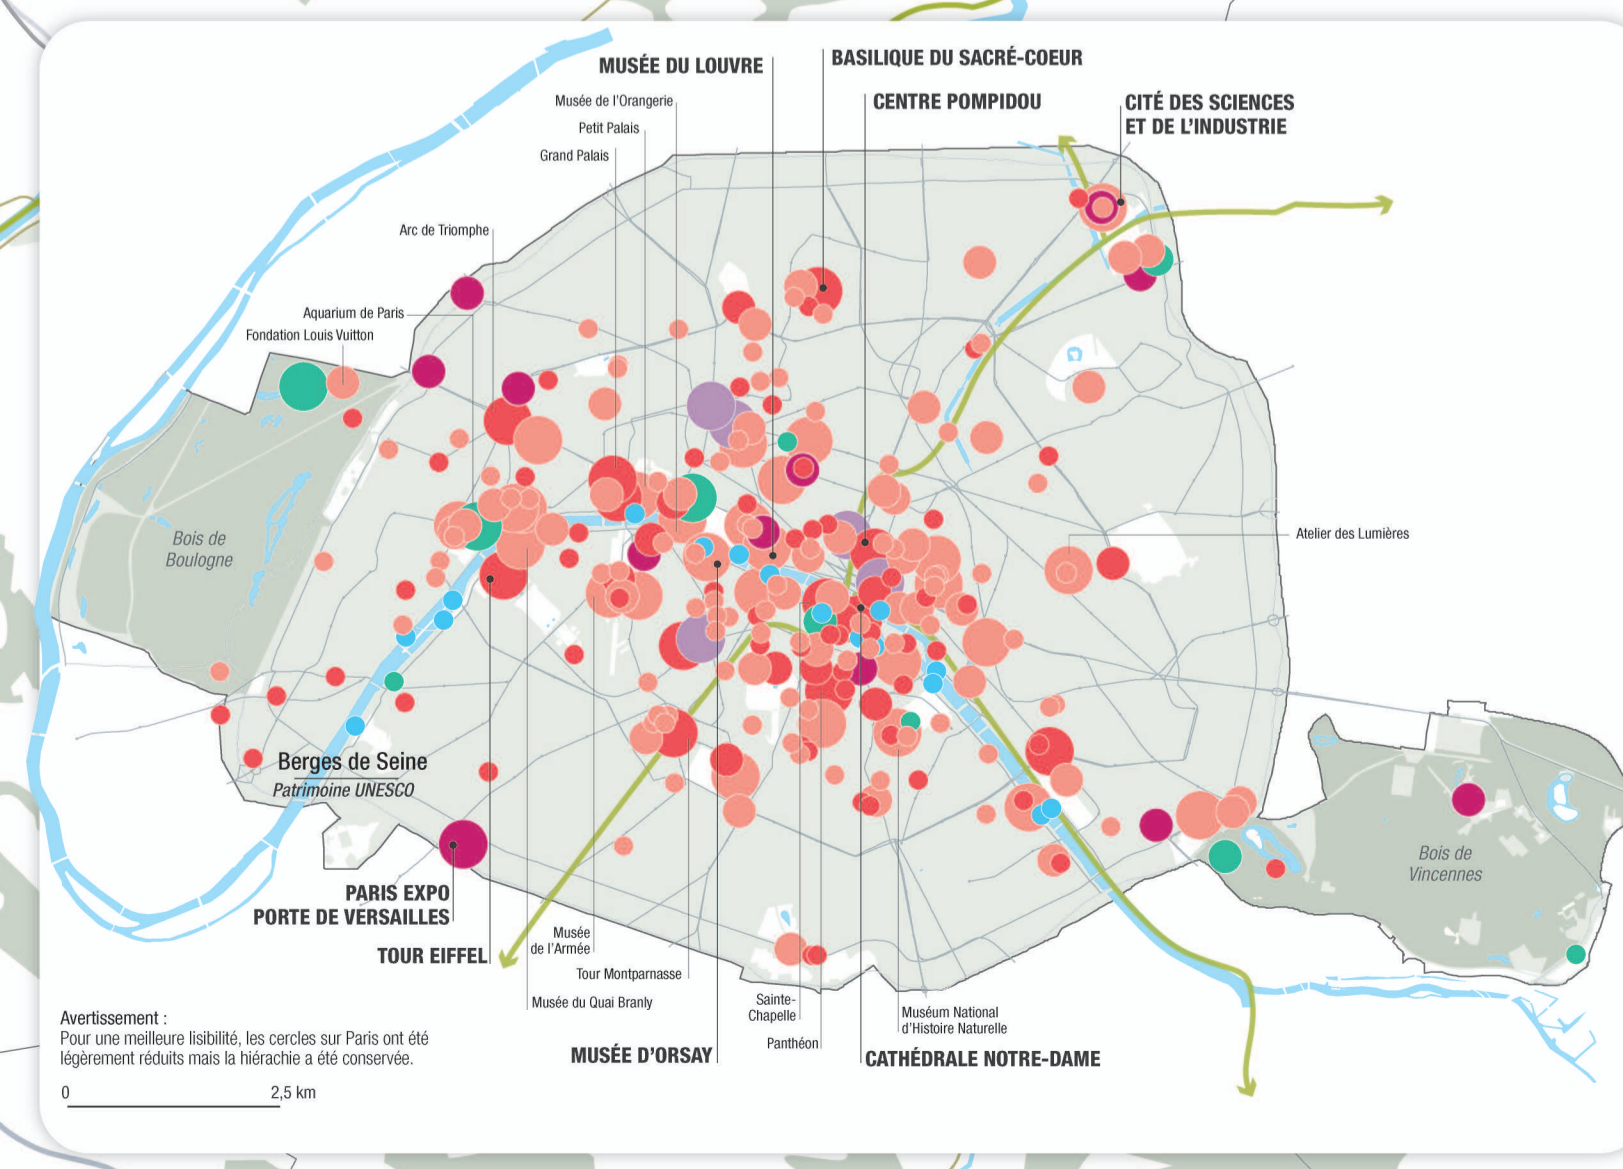 MUSÉE DU LOUVRE
BASILIQUE DU SACRÉ-COEUR
Musée de l'Orangerie
CENTRE POMPIDOU
CITÉ DES SCIENCES
ET DE L'INDUSTRIE
Petit Palais
Grand Palais
Arc de Triomphe
Aquarium de Paris
Fondation Louis Vuitton
Bois de
Boulogne
Atelier des Lumières
Berges de Seine
Patrimoine UNESCO
Bois de
Vincennes
PARIS EXPO
PORTE DE VERSAILLES
TOUR EIFFEL
Musée
de l'Armée
Tour Montparnasse
Musée du Quai Branly
Sainte-
Chapelle
Panthéon
Muséum National
d'Histoire Naturelle
MUSÉE D'ORSAY
CATHÉDRALE NOTRE-DAME
Avertissement :
Pour une meilleure lisibilité, les cercles sur Paris ont été
légèrement réduits mais la hiérachie a été conservée.
0 2,5 km